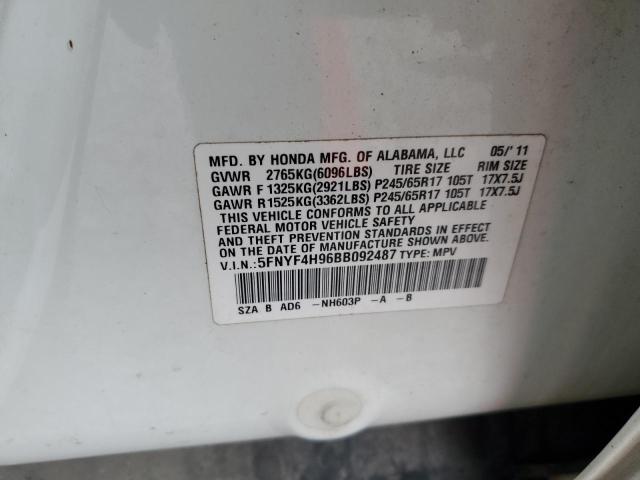 MFD. BY HONDA MFG. OF ALABAMA, LLC 05/'11
GVWR 2765KG(6096LBS) TIRE SIZE RIM SIZE
GAWR F 1325KG(2921LBS) P245/65R17 105T 17X7.5J
GAWR R1525KG(3362LBS) P245/65R17 105T 17X7.5J
THIS VEHICLE CONFORMS TO ALL APPLICABLE
FEDERAL MOTOR VEHICLE SAFETY
AND THEFT PREVENTION STANDARDS IN EFFECT
ON THE DATE OF MANUFACTURE SHOWN ABOVE.
V.I.N.:5FNYF4H96BB092487 TYPE: MPV
SZA B AD6 -NH603P -A -B